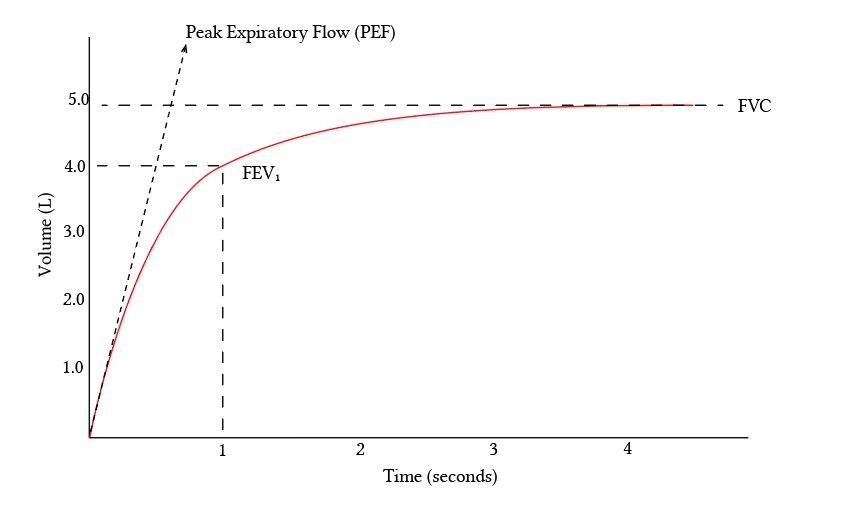 Peak Expiratory Flow (PEF)
5.0
FVC
4.0
FEV₁
3.0
Volume (L)
2.0
1.0
1
2
3
4
Time (seconds)